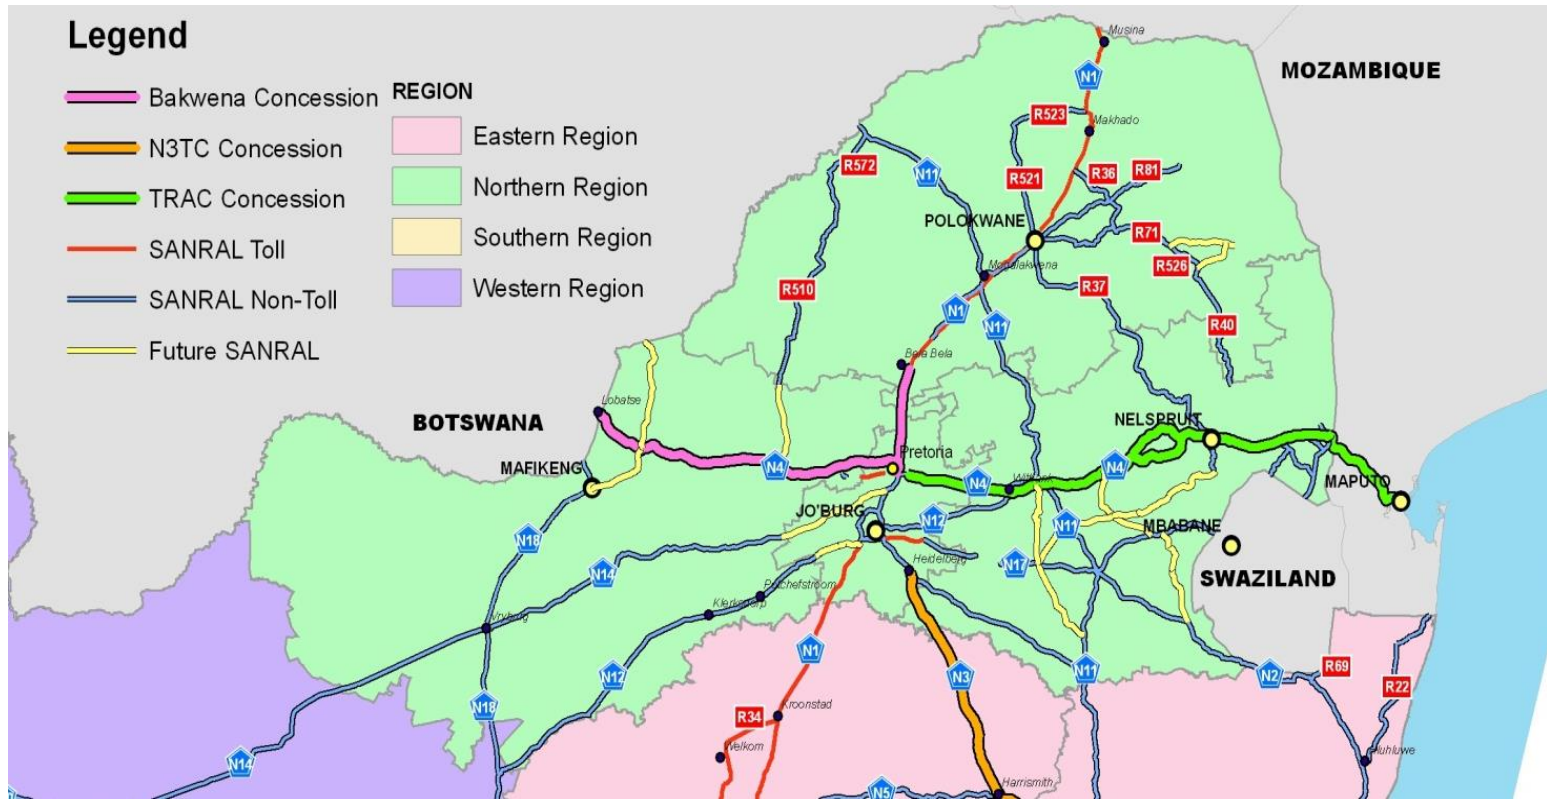 Legend
Bakwena Concession
N3TC Concession
TRAC Concession
SANRAL Toll
SANRAL Non-Toll
Future SANRAL
REGION
Eastern Region
Northern Region
Southern Region
Western Region
Musina
MOZAMBIQUE
N1
R523
Makhado
R572
N11
R521
R36
R81
POLOKWANE
R71
R526
Mogalakwena
R510
R37
N1
N11
R40
Bela Bela
Lobatse
BOTSWANA
NELSPRUIT
Pretoria
MAFIKENG
N4
N4
Witbank
N4
MAPUTO
JO'BURG
N12
N11
MBABANE
N18
Heidelberg
N17
SWAZILAND
N14
Potchefstroom
Klerksdorp
Vryburg
N1
N12
N3
N11
N2
R69
R22
N18
R34
Kroonstad
Welkom
Hluhluwe
N14
N5
Harrismith